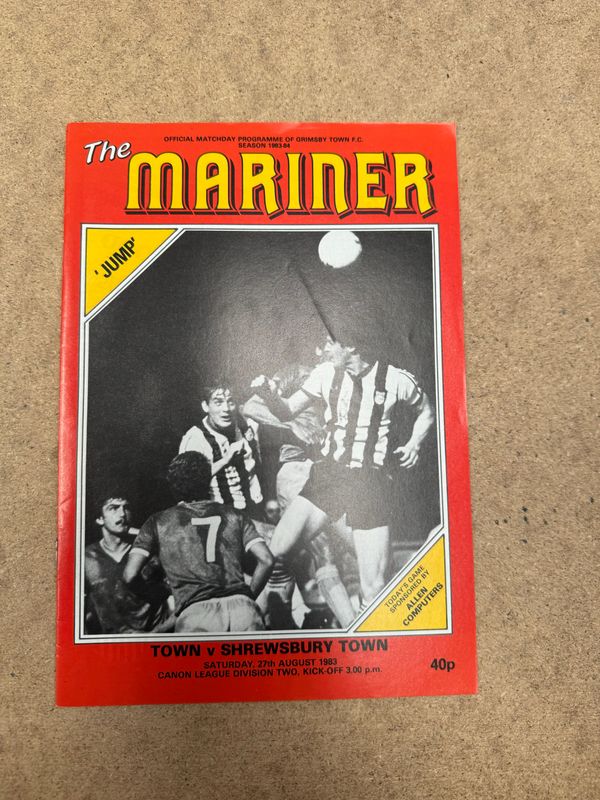 OFFICIAL MATCHDAY PROGRAMME OF GRIMSBY TOWN F.C.
SEASON 1983-84
The MARINER
'JUMP'
7
TODAY'S GAME
SPONSORED BY
ALLEN
COMPUTERS
TOWN v SHREWSBURY TOWN
SATURDAY, 27th AUGUST 1983
CANON LEAGUE DIVISION TWO, KICK-OFF 3.00 p.m.
40p